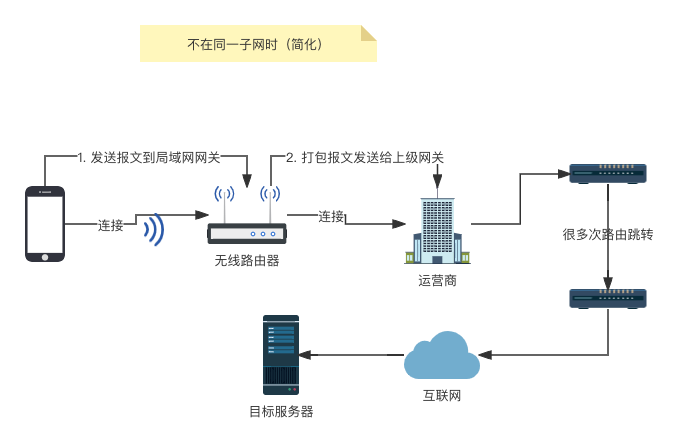 不在同一子网时（简化）
1. 发送报文到局域网网关
2. 打包报文发送给上级网关
连接
连接
无线路由器
运营商
很多次路由跳转
互联网
目标服务器